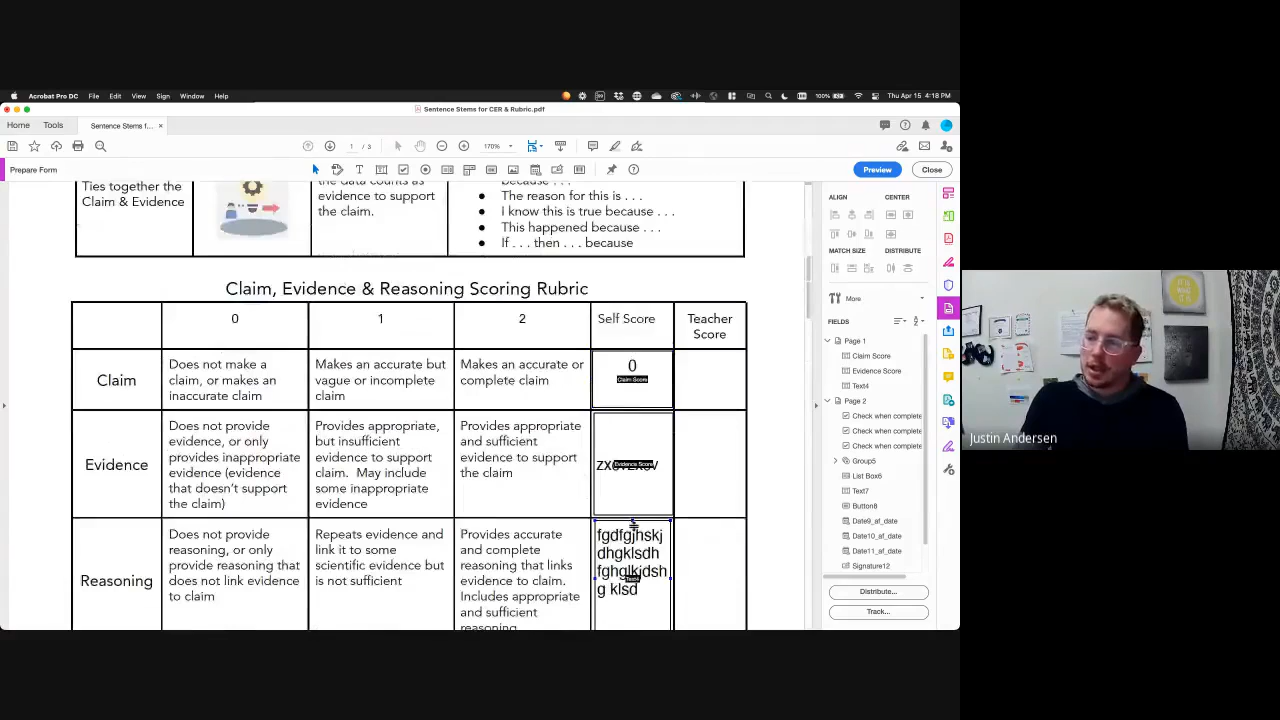 Acrobat Pro DC File Edit View Sign Window Help 100% Thu Apr 15 4:18 PM
Sentence Stems for CER & Rubric.pdf
Home Tools Sentence Stems f... ×
1 / 3 170%
Prepare Form Preview Close
Ties together the
Claim & Evidence
the data counts as
evidence to support
the claim.
because . . .
● The reason for this is . . .
● I know this is true because . . .
● This happened because . . .
● If . . . then . . . because
Claim, Evidence & Reasoning Scoring Rubric
0 1 2 Self Score Teacher
Score
Claim
Does not make a
claim, or makes an
inaccurate claim
Makes an accurate but
vague or incomplete
claim
Makes an accurate or
complete claim
0
Claim Score
Evidence
Does not provide
evidence, or only
provides inappropriate
evidence (evidence
that doesn't support
the claim)
Provides appropriate,
but insufficient
evidence to support
claim. May include
some inappropriate
evidence
Provides appropriate
and sufficient
evidence to support
the claim
Evidence Score
Reasoning
Does not provide
reasoning, or only
provide reasoning that
does not link evidence
to claim
Repeats evidence and
link it to some
scientific evidence but
is not sufficient
Provides accurate
and complete
reasoning that links
evidence to claim.
Includes appropriate
and sufficient
reasoning
fgdfgjhskj
dhgklsdh
fghglkjdsh
g klsd
ALIGN CENTER
MATCH SIZE DISTRIBUTE
More
FIELDS
Page 1
Claim Score
Evidence Score
Text4
Page 2
Check when complete
Check when complete
Check when complete
Group5
List Box6
Text7
Button8
Date9_af_date
Date10_af_date
Date11_af_date
Signature12
Distribute...
Track...
Justin Andersen